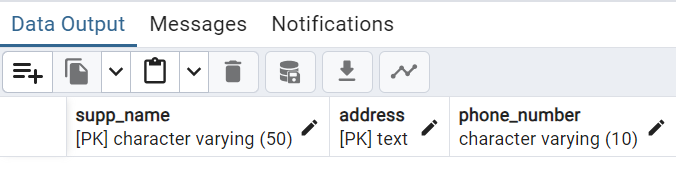 Data Output Messages Notifications
supp_name address phone_number
[PK] character varying (50) [PK] text character varying (10)